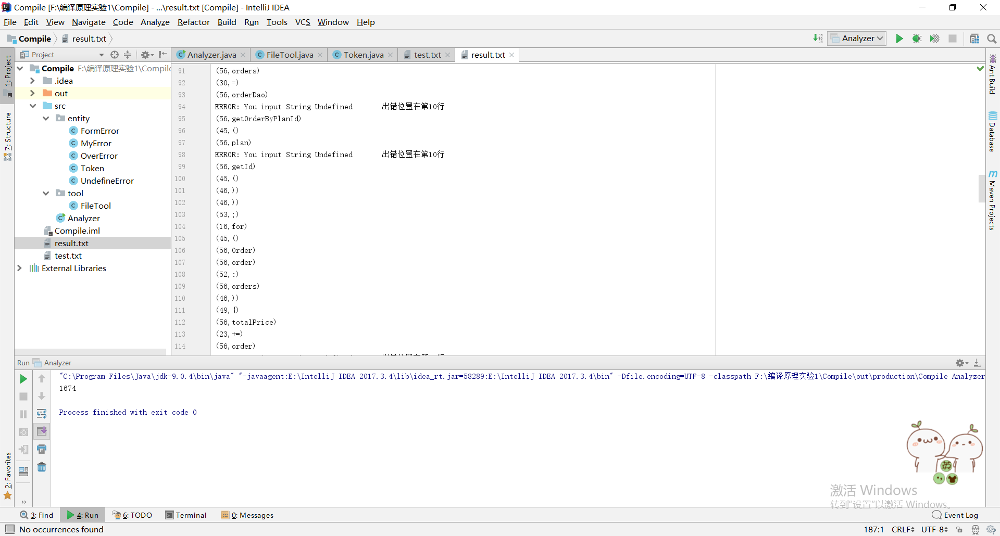 Compile [F:\编译原理实验1\Compile] - ...\result.txt [Compile] - IntelliJ IDEA
File Edit View Navigate Code Analyze Refactor Build Run Tools VCS Window Help
Compile result.txt
Analyzer
Project
Analyzer.java FileTool.java Token.java test.txt result.txt
1: Project
7: Structure
2: Favorites
Compile F:\编译原理实验1\Compile
.idea
out
src
entity
FormError
MyError
OverError
Token
UndefineError
tool
FileTool
Analyzer
Compile.iml
result.txt
test.txt
External Libraries
91 (56,orders)
92 (30,=)
93 (56,orderDao)
94 ERROR: You input String Undefined 出错位置在第10行
95 (56,getOrderByPlanId)
96 (45,()
97 (56,plan)
98 ERROR: You input String Undefined 出错位置在第10行
99 (56,getId)
100 (45,()
101 (46,))
102 (46,))
103 (53,;)
104 (16,for)
105 (45,()
106 (56,Order)
107 (56,order)
108 (52,:)
109 (56,orders)
110 (46,))
111 (49,{)
112 (56,totalPrice)
113 (23,+=)
114 (56,order)
Ant Build
Database
Maven Projects
Run Analyzer
"C:\Program Files\Java\jdk-9.0.4\bin\java" "-javaagent:E:\IntelliJ IDEA 2017.3.4\lib\idea_rt.jar=58289:E:\IntelliJ IDEA 2017.3.4\bin" -Dfile.encoding=UTF-8 -classpath F:\编译原理实验1\Compile\out\production\Compile Analyzer
1674
Process finished with exit code 0
英
激活 Windows
转到"设置"以激活 Windows。
3: Find 4: Run 6: TODO Terminal 0: Messages Event Log
No occurrences found 187:1 CRLF UTF-8